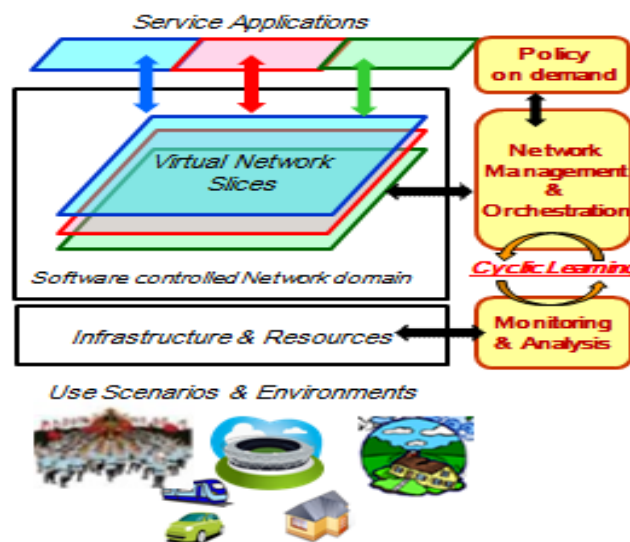 Service Applications
Policy
on demand
Virtual Network
Slices
Network
Management
&
Orchestration
Software controlled Network domain
Cyclic Learning
Infrastructure & Resources
Monitoring
& Analysis
Use Scenarios & Environments